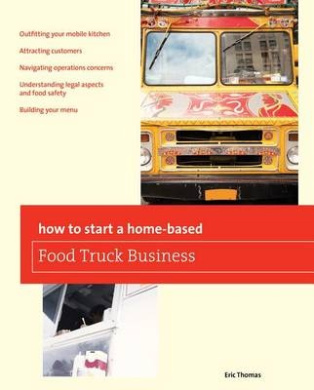 Outfitting your mobile kitchen
Attracting customers
Navigating operations concerns
Understanding legal aspects
and food safety
Building your menu
how to start a home-based
Food Truck Business
Eric Thomas